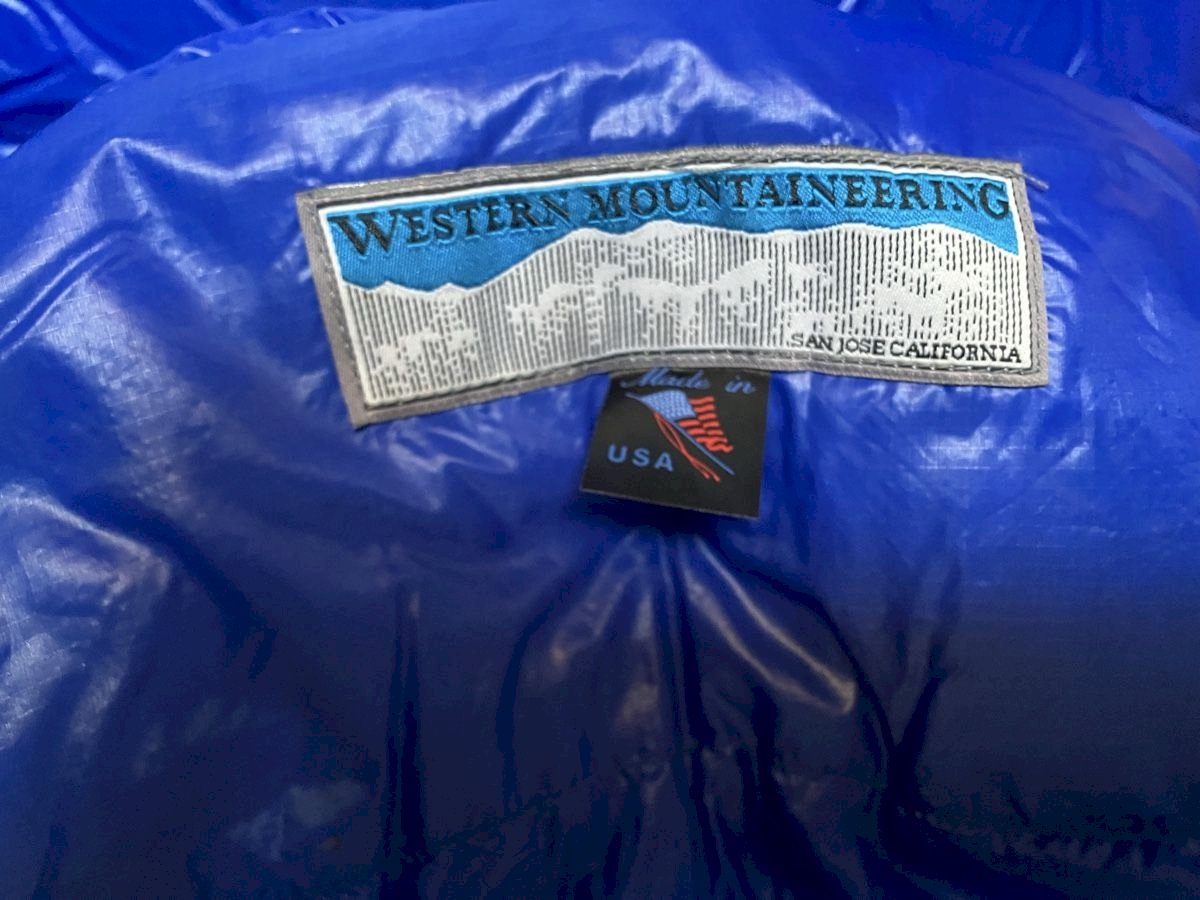 WESTERN MOUNTAINEERING
SAN JOSE CALIFORNIA
Made in
USA